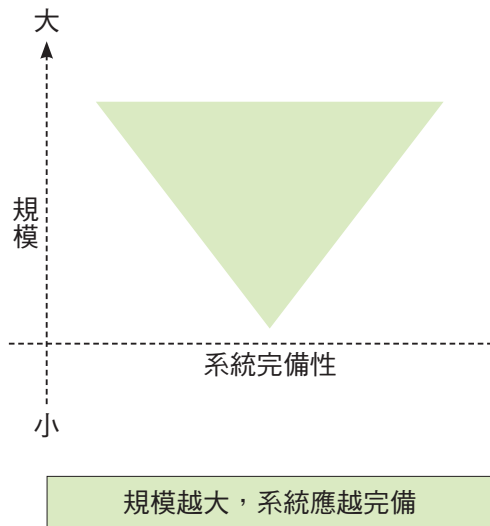 大
規模
系統完備性
小
規模越大，系統應越完備